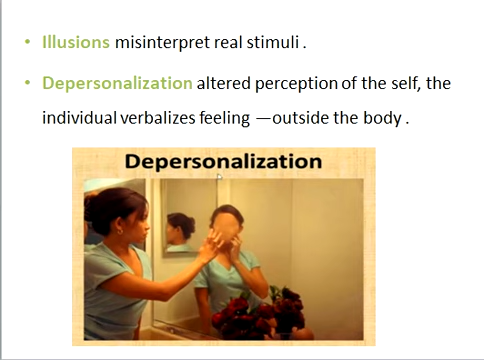 • Illusions misinterpret real stimuli .
• Depersonalization altered perception of the self, the
individual verbalizes feeling —outside the body .
Depersonalization